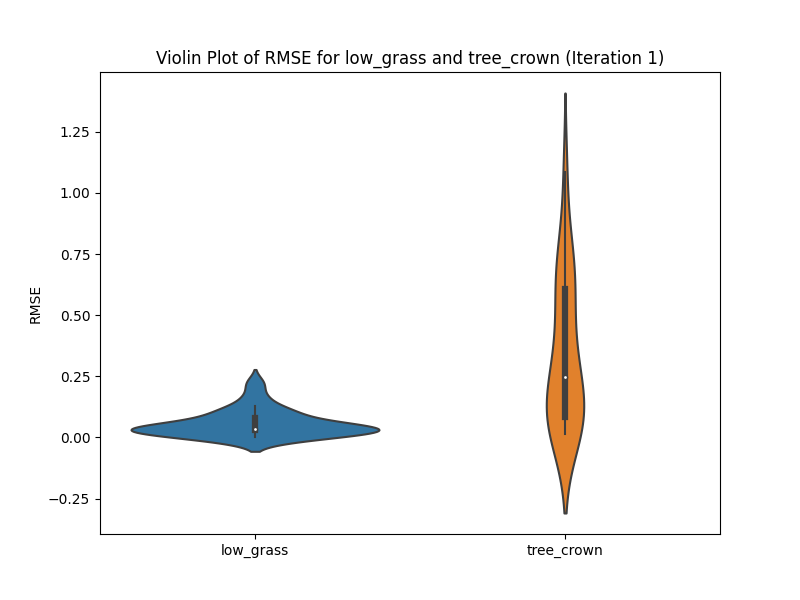 Violin Plot of RMSE for low_grass and tree_crown (Iteration 1)
1.25
1.00
0.75
0.50
0.25
0.00
−0.25
RMSE
low_grass
tree_crown